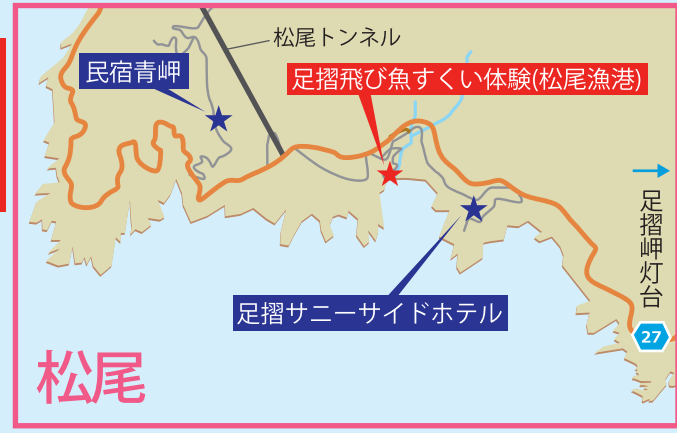 松尾トンネル
民宿青岬
足摺飛び魚すくい体験(松尾漁港)
足摺岬灯台
足摺サニーサイドホテル
27
松尾